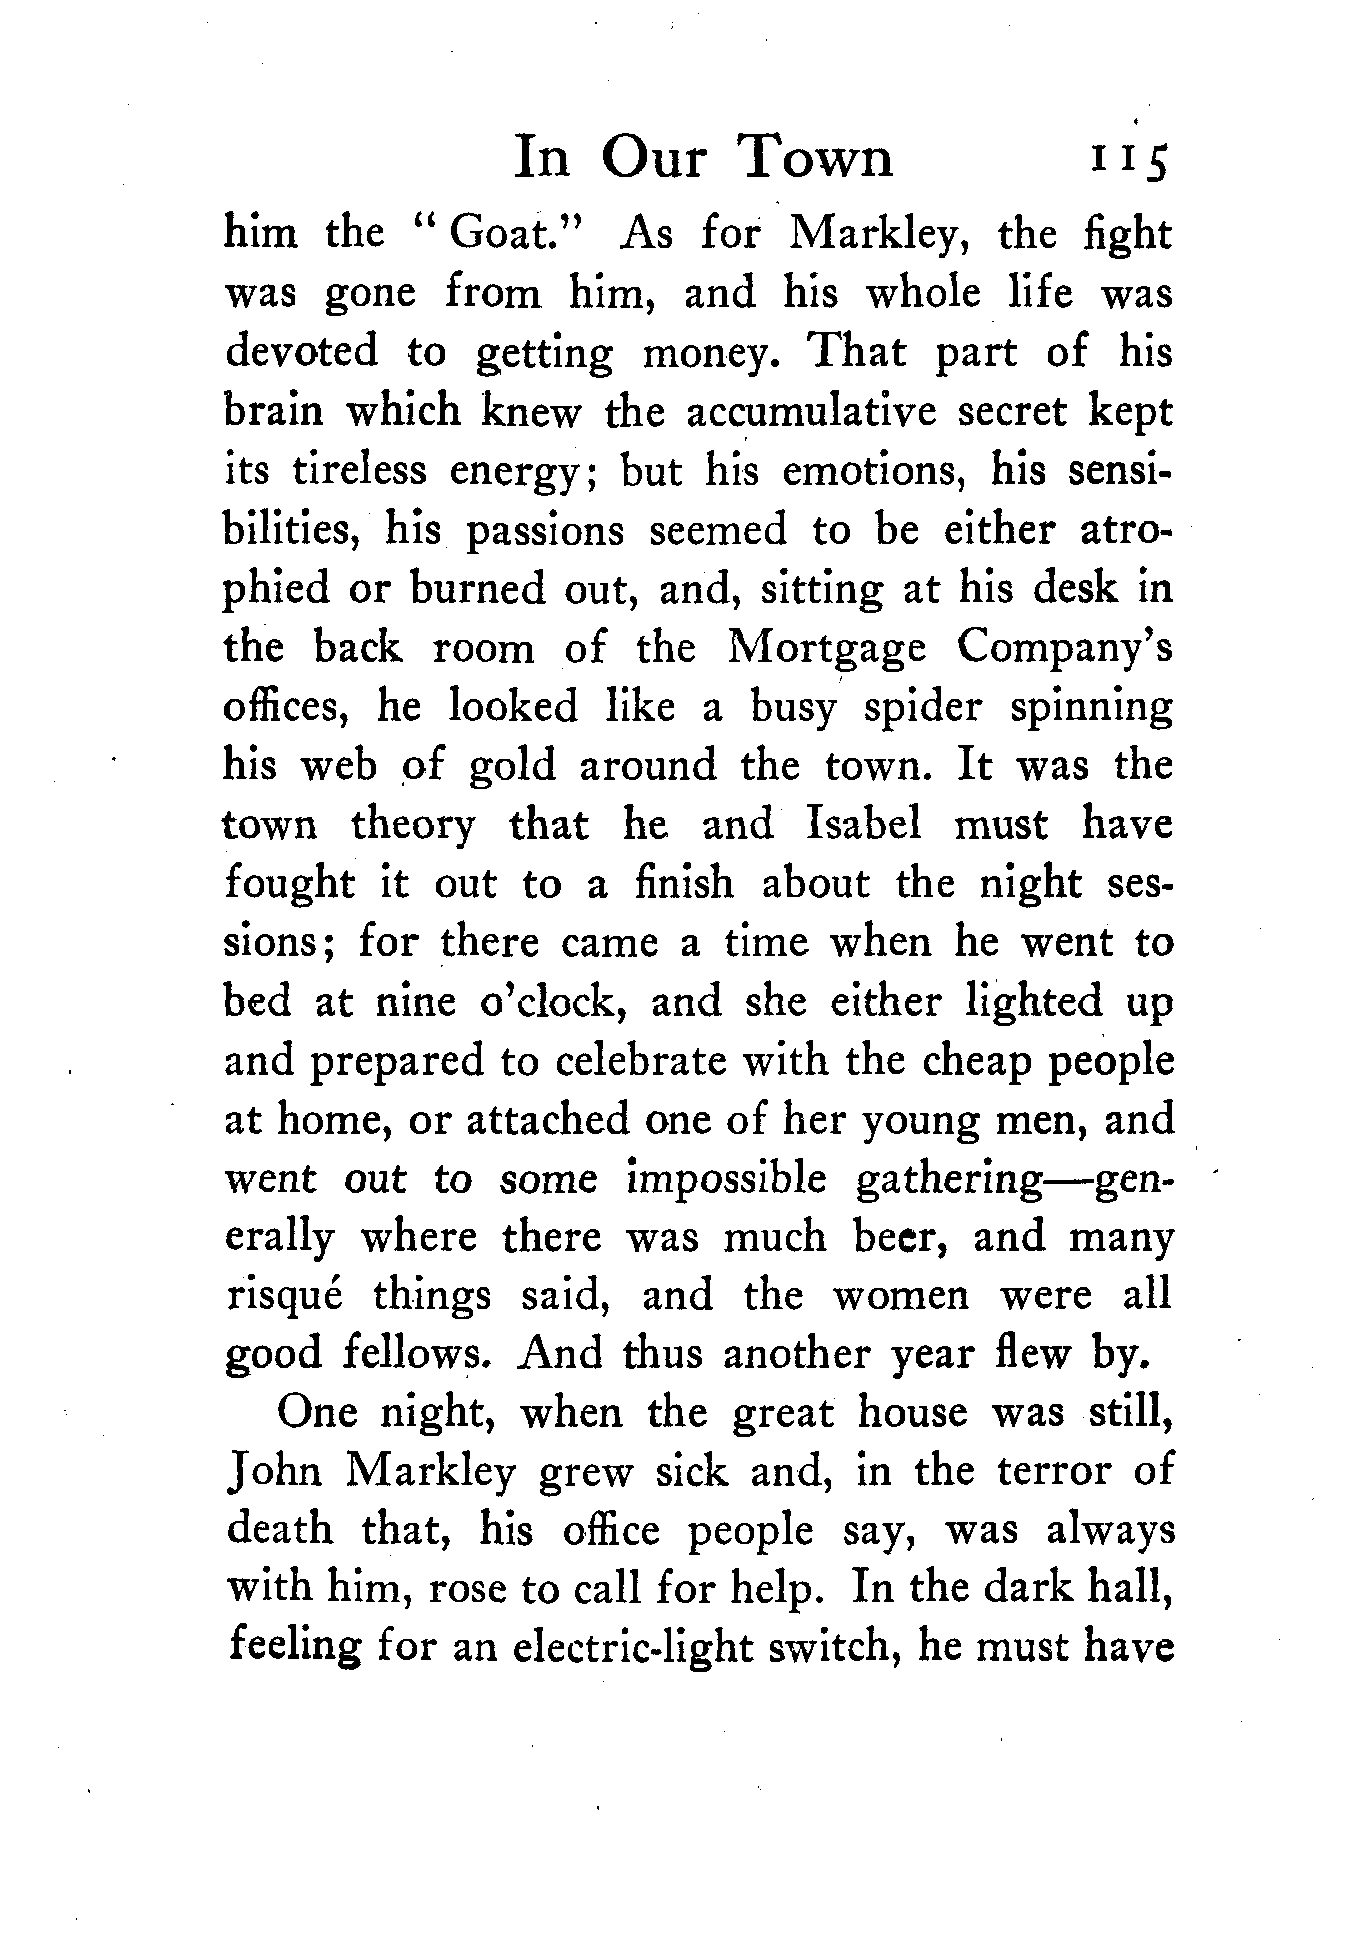 In Our Town 115
him the “ Goat.” As for Markley, the fight
was gone from him, and his whole life was
devoted to getting money. That part of his
brain which knew the accumulative secret kept
its tireless energy; but his emotions, his sensi-
bilities, his passions seemed to be either atro-
phied or burned out, and, sitting at his desk in
the back room of the Mortgage Company’s
offices, he looked like a busy spider spinning
his web of gold around the town. It was the
town theory that he and Isabel must have
fought it out to a finish about the night ses-
sions; for there came a time when he went to
bed at nine o’clock, and she either lighted up
and prepared to celebrate with the cheap people
at home, or attached one of her young men, and
went out to some impossible gathering—gen-
erally where there was much beer, and many
risqué things said, and the women were all
good fellows. And thus another year flew by.
One night, when the great house was still,
John Markley grew sick and, in the terror of
death that, his office people say, was always
with him, rose to call for help. In the dark hall,
feeling for an electric-light switch, he must have